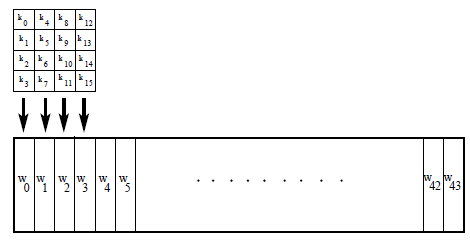 k0 k4 k8 k12
k1 k5 k9 k13
k2 k6 k10 k14
k3 k7 k11 k15
w0 w1 w2 w3 w4 w5 . . . . . . . . . . w42 w43